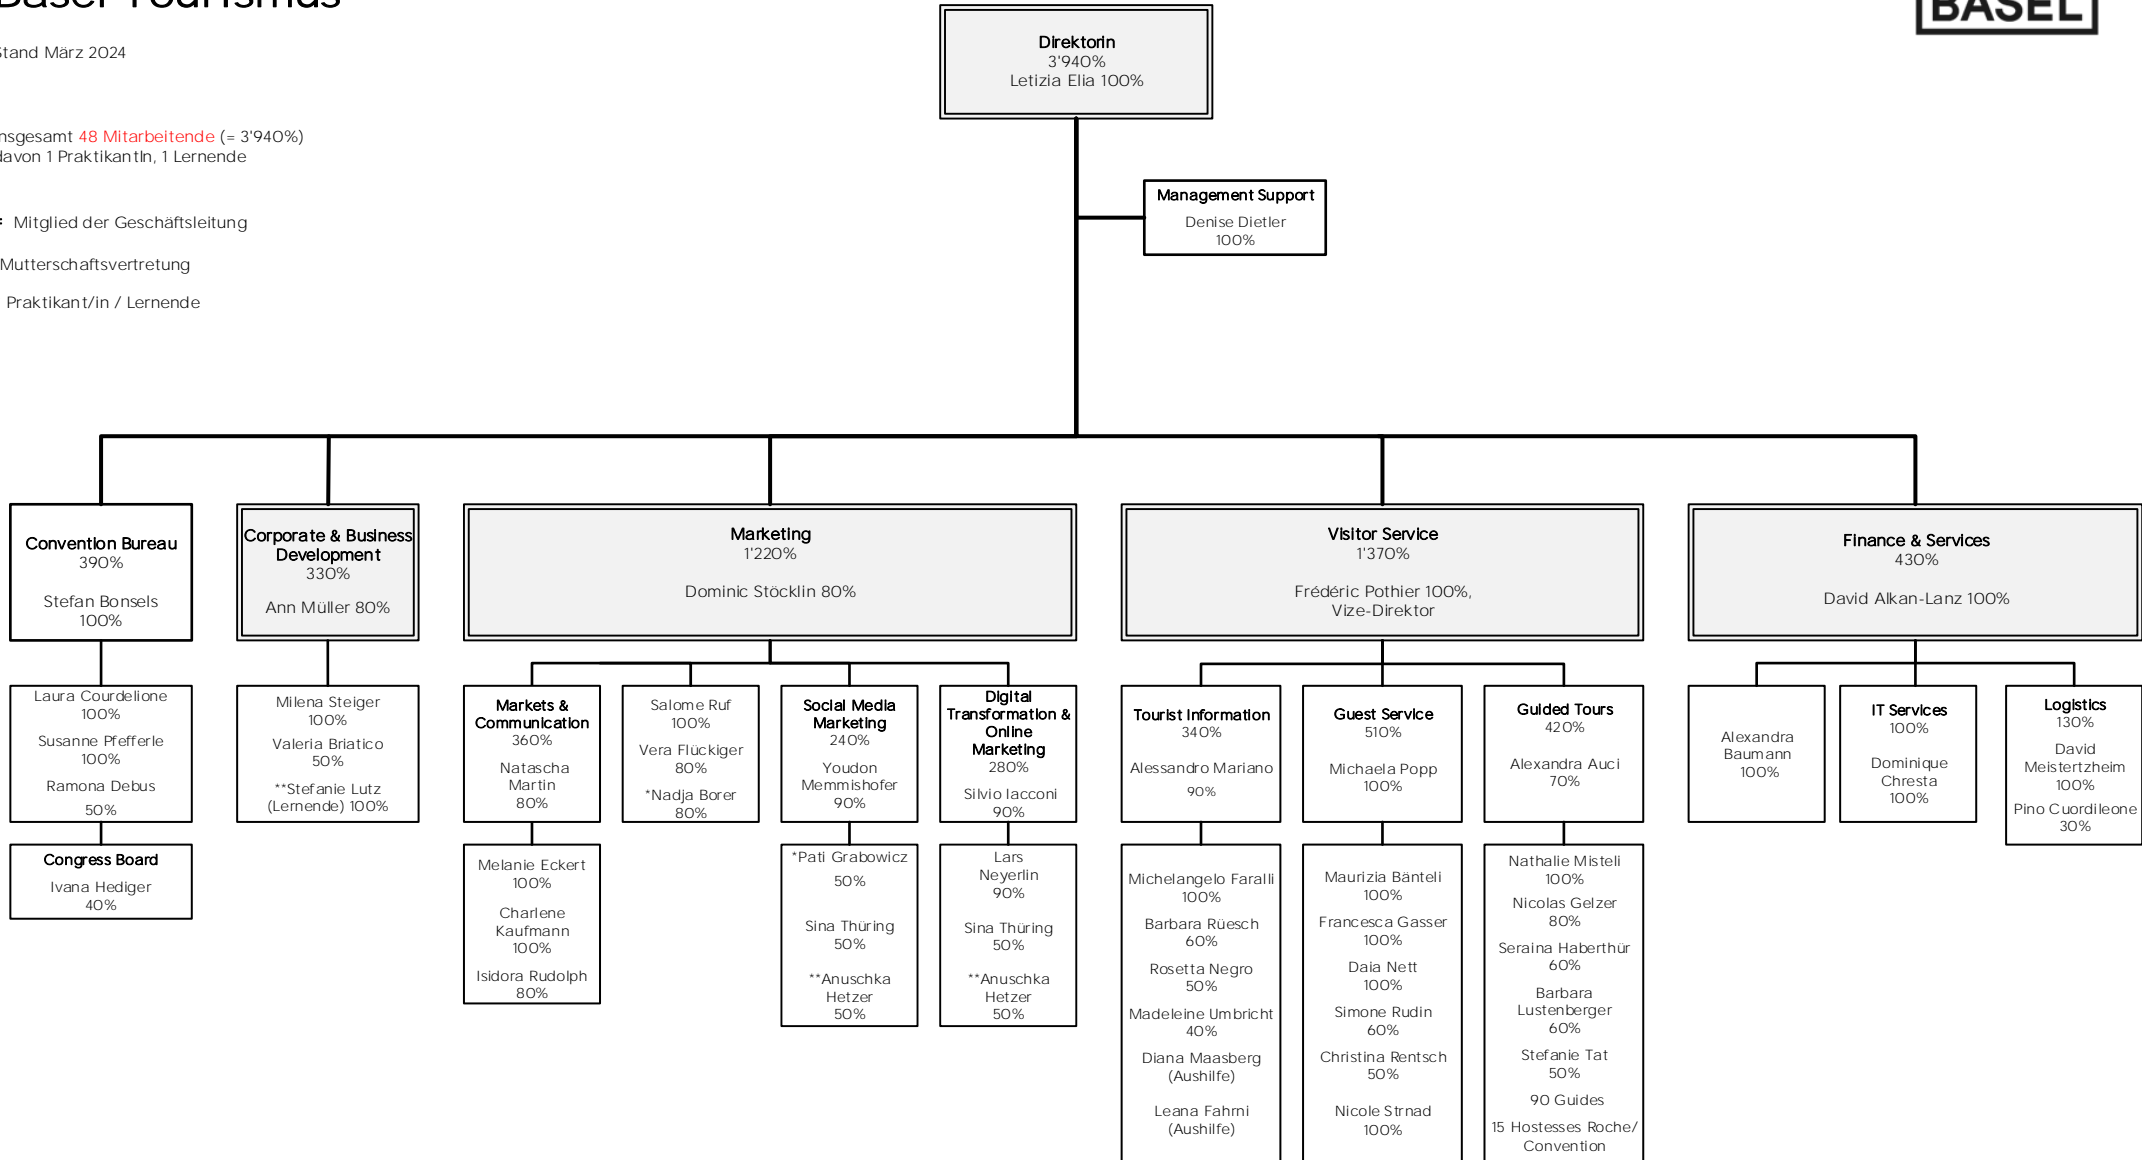 Basel Tourismus
BASEL
Stand März 2024
nsgesamt 48 Mitarbeitende (= 3'940%)
davon 1 PraktikantIn, 1 Lernende
= Mitglied der Geschäftsleitung
Mutterschaftsvertretung
Praktikant/in / Lernende
Direktorin
3'940%
Letizia Elia 100%
Management Support
Denise Dietler
100%
Convention Bureau
390%
Stefan Bonsels
100%
Laura Courdelione
100%
Susanne Pfefferle
100%
Ramona Debus
50%
Congress Board
Ivana Hediger
40%
Corporate & Business
Development
330%
Ann Müller 80%
Milena Steiger
100%
Valeria Briatico
50%
**Stefanie Lutz
(Lernende) 100%
Marketing
1'220%
Dominic Stöcklin 80%
Markets &
Communication
360%
Natascha
Martin
80%
Melanie Eckert
100%
Charlene
Kaufmann
100%
Isidora Rudolph
80%
Salome Ruf
100%
Vera Flückiger
80%
*Nadja Borer
80%
Social Media
Marketing
240%
Youdon
Memmishofer
90%
*Pati Grabowicz
50%
Sina Thüring
50%
**Anuschka
Hetzer
50%
Digital
Transformation &
Online
Marketing
280%
Silvio Iacconi
90%
Lars
Neyerlin
90%
Sina Thüring
50%
**Anuschka
Hetzer
50%
Visitor Service
1'370%
Frédéric Pothier 100%,
Vize-Direktor
Tourist Information
340%
Alessandro Mariano
90%
Michelangelo Faralli
100%
Barbara Rüesch
60%
Rosetta Negro
50%
Madeleine Umbricht
40%
Diana Maasberg
(Aushilfe)
Leana Fahrni
(Aushilfe)
Guest Service
510%
Michaela Popp
100%
Maurizia Bänteli
100%
Francesca Gasser
100%
Daia Nett
100%
Simone Rudin
60%
Christina Rentsch
50%
Nicole Strnad
100%
Guided Tours
420%
Alexandra Auci
70%
Nathalie Misteli
100%
Nicolas Gelzer
80%
Seraina Haberthür
60%
Barbara
Lustenberger
60%
Stefanie Tat
50%
90 Guides
15 Hostesses Roche/
Convention
Finance & Services
430%
David Alkan-Lanz 100%
Alexandra
Baumann
100%
IT Services
100%
Dominique
Chresta
100%
Logistics
130%
David
Meistertzheim
100%
Pino Cuordileone
30%